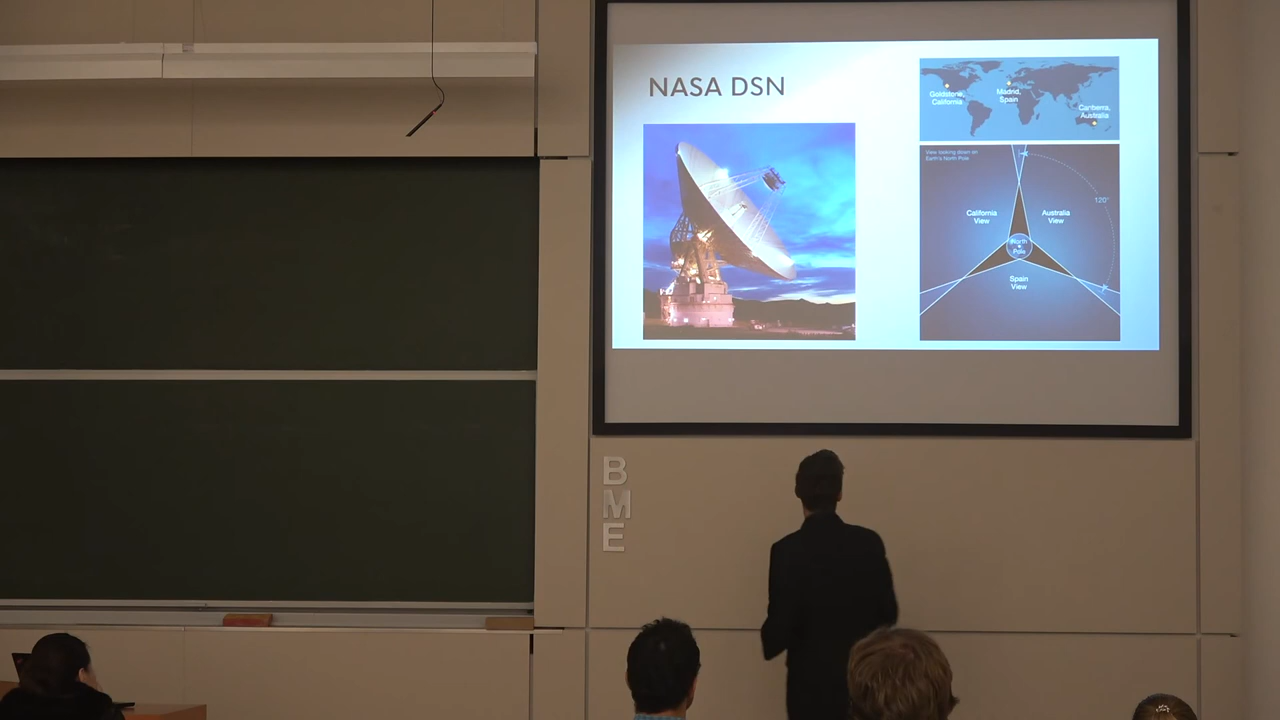 NASA DSN
Goldstone,
California
Madrid,
Spain
Canberra,
Australia
View looking down on
Earth's North Pole
120°
California
View
Australia
View
North
Pole
Spain
View
B
M
E